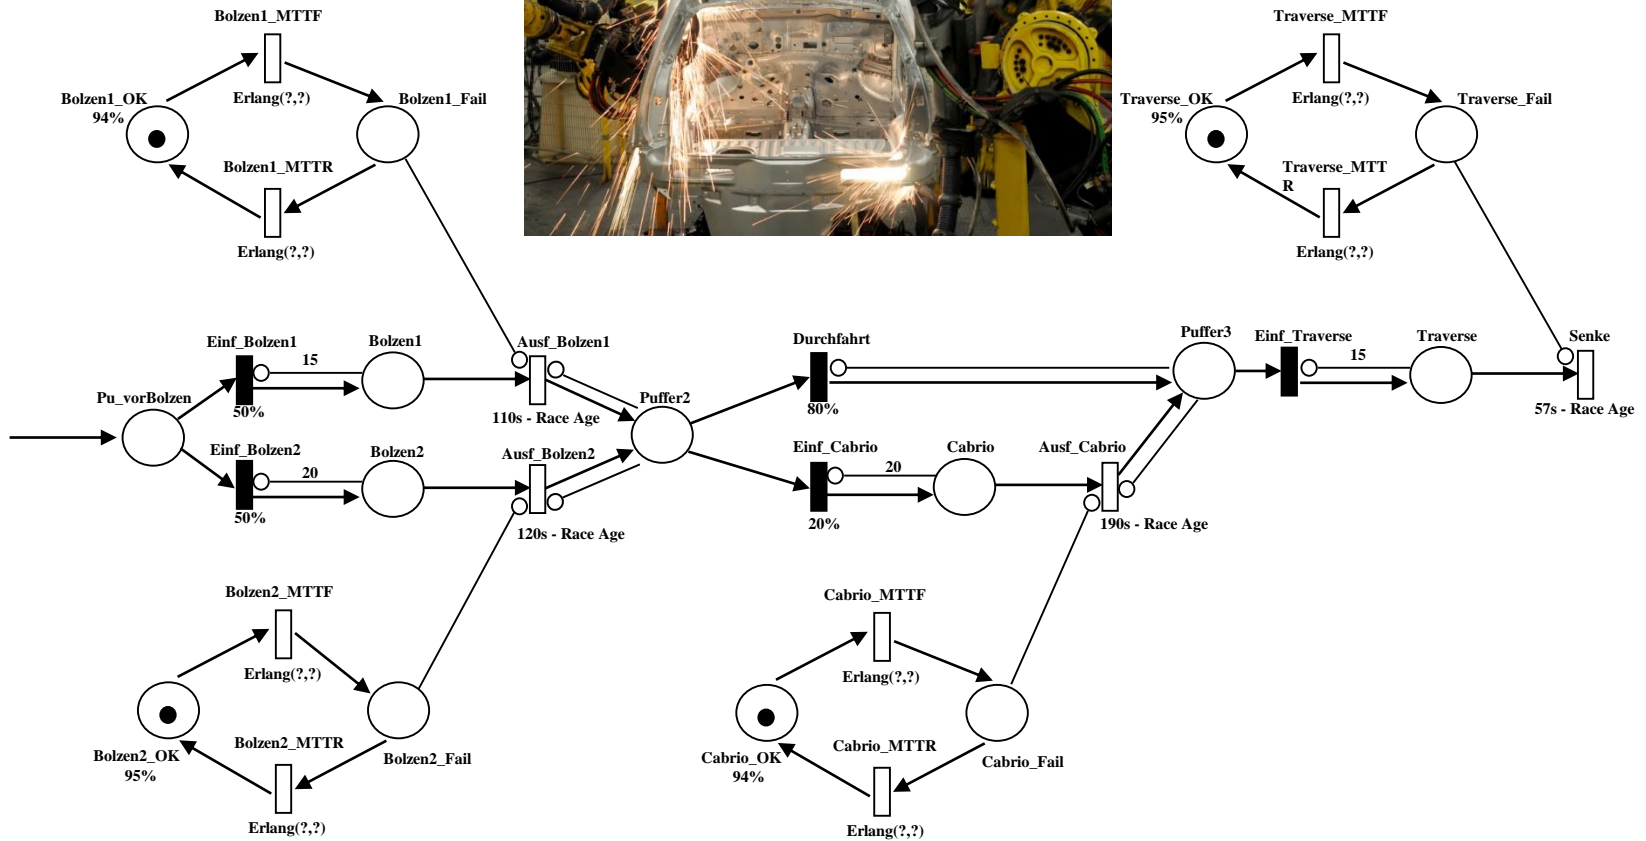 Bolzen1_MTTF
Erlang(?,?)
Bolzen1_OK
94%
Bolzen1_Fail
Bolzen1_MTTR
Erlang(?,?)
Traverse_MTTF
Erlang(?,?)
Traverse_OK
95%
Traverse_Fail
Traverse_MTT
R
Erlang(?,?)
Pu_vorBolzen
Einf_Bolzen1
50%
15
Bolzen1
Ausf_Bolzen1
110s - Race Age
Einf_Bolzen2
50%
20
Bolzen2
Ausf_Bolzen2
120s - Race Age
Puffer2
Durchfahrt
80%
Einf_Cabrio
20%
20
Cabrio
Ausf_Cabrio
190s - Race Age
Puffer3
Einf_Traverse
15
Traverse
Senke
57s - Race Age
Bolzen2_MTTF
Erlang(?,?)
Bolzen2_OK
95%
Bolzen2_Fail
Bolzen2_MTTR
Erlang(?,?)
Cabrio_MTTF
Erlang(?,?)
Cabrio_OK
94%
Cabrio_Fail
Cabrio_MTTR
Erlang(?,?)